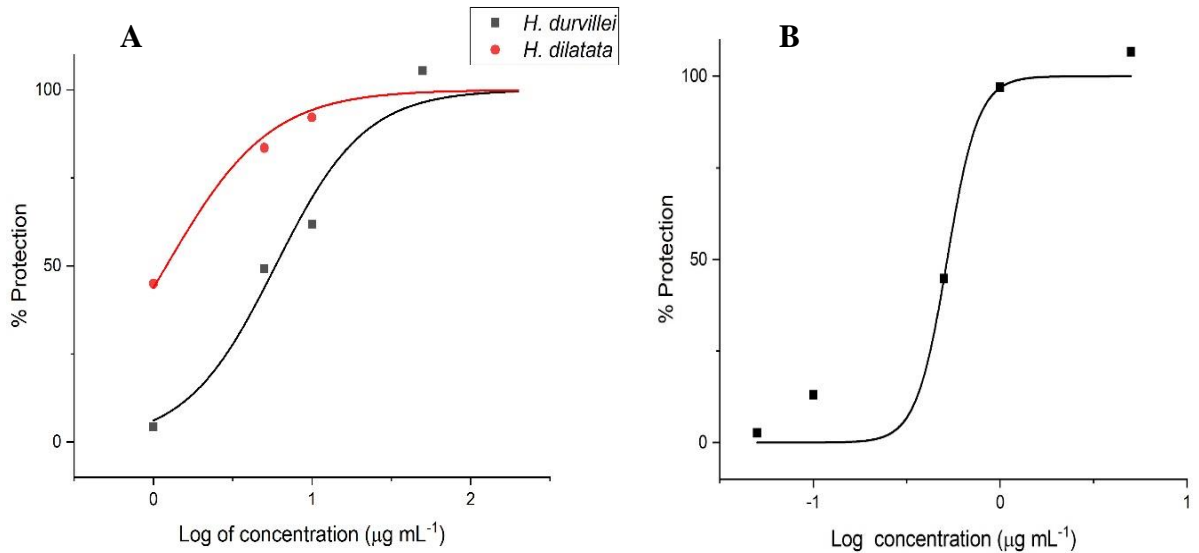 A
H. durvillei
H. dilatata
B
100
50
0
% Protection
0
1
2
Log of concentration (μg mL⁻¹)
100
50
0
% Protection
-1
0
1
Log concentration (μg mL⁻¹)